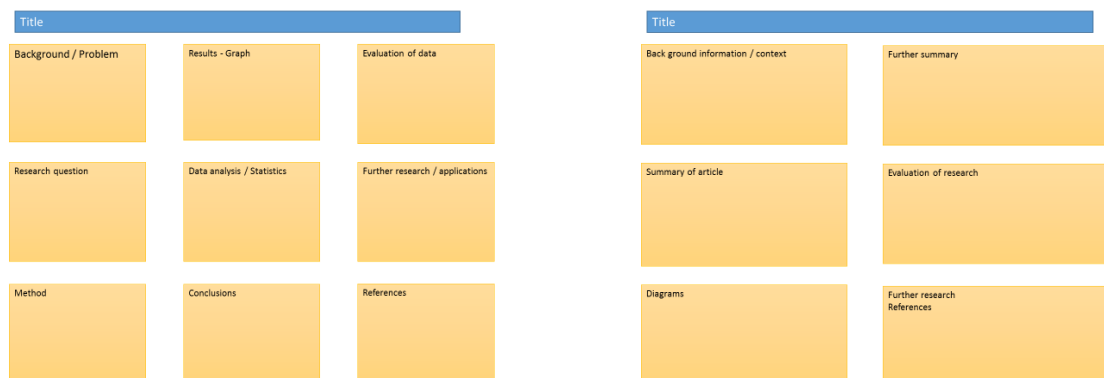 Title
Background / Problem
Results - Graph
Evaluation of data
Research question
Data analysis / Statistics
Further research / applications
Method
Conclusions
References
Title
Back ground information / context
Further summary
Summary of article
Evaluation of research
Diagrams
Further research
References